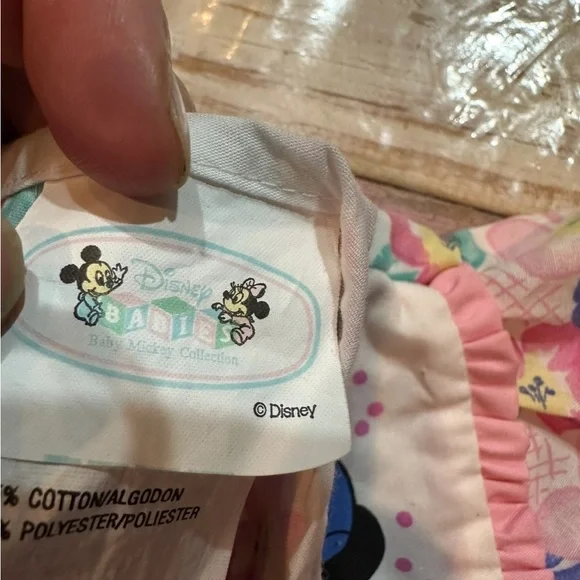 Disney
BABIES
Baby Mickey Collection
© Disney
% COTTON/ALGODON
% POLYESTER/POLIESTER